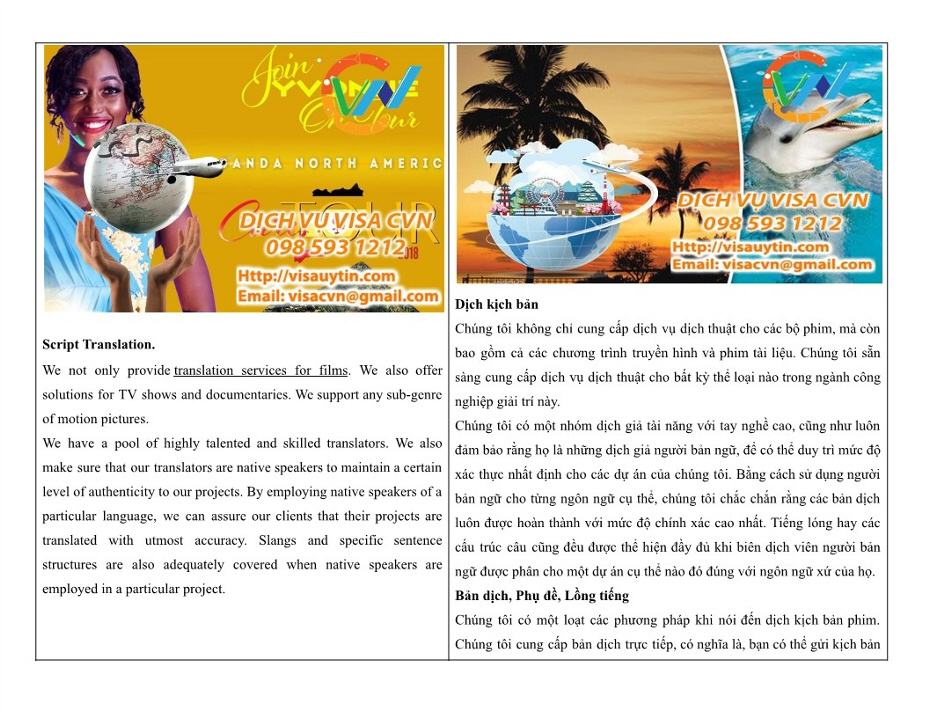 Join
YVONNE
On Tour
ANDA NORTH AMERIC
TOUR
2018
DỊCH VỤ VISA CVN
098 593 1212
Http://visauytin.com
Email: visacvn@gmail.com
Script Translation.
We not only provide translation services for films. We also offer
solutions for TV shows and documentaries. We support any sub-genre
of motion pictures.
We have a pool of highly talented and skilled translators. We also
make sure that our translators are native speakers to maintain a certain
level of authenticity to our projects. By employing native speakers of a
particular language, we can assure our clients that their projects are
translated with utmost accuracy. Slangs and specific sentence
structures are also adequately covered when native speakers are
employed in a particular project.
DỊCH VỤ VISA CVN
098 593 1212
Http://visauytin.com
Email: visacvn@gmail.com
Dịch kịch bản
Chúng tôi không chỉ cung cấp dịch vụ dịch thuật cho các bộ phim, mà còn
bao gồm cả các chương trình truyền hình và phim tài liệu. Chúng tôi sẵn
sàng cung cấp dịch vụ dịch thuật cho bất kỳ thể loại nào trong ngành công
nghiệp giải trí này.
Chúng tôi có một nhóm dịch giả tài năng với tay nghề cao, cũng như luôn
đảm bảo rằng họ là những dịch giả người bản ngữ, để có thể duy trì mức độ
xác thực nhất định cho các dự án của chúng tôi. Bằng cách sử dụng người
bản ngữ cho từng ngôn ngữ cụ thể, chúng tôi chắc chắn rằng các bản dịch
luôn được hoàn thành với mức độ chính xác cao nhất. Tiếng lóng hay các
cấu trúc câu cũng đều được thể hiện đầy đủ khi biên dịch viên người bản
ngữ được phân cho một dự án cụ thể nào đó đúng với ngôn ngữ xứ của họ.
Bản dịch, Phụ đề, Lồng tiếng
Chúng tôi có một loạt các phương pháp khi nói đến dịch kịch bản phim.
Chúng tôi cung cấp bản dịch trực tiếp, có nghĩa là, bạn có thể gửi kịch bản